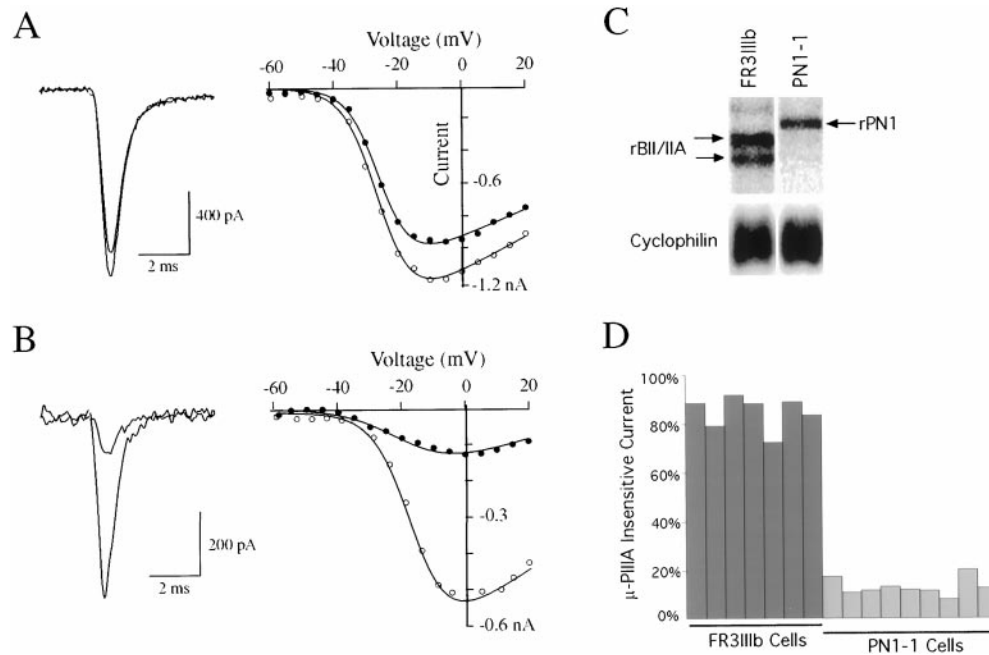 A
Voltage (mV)
-60 -40 -20 0 20
Current
-0.6
-1.2 nA
400 pA
2 ms
B
Voltage (mV)
-60 -40 -20 0 20
-0.3
-0.6 nA
200 pA
2 ms
C
FR3IIIb
PN1-1
rPN1
rBII/IIA
Cyclophilin
D
μ-PIIIA Insensitive Current
100%
80%
60%
40%
20%
0%
FR3IIIb Cells
PN1-1 Cells